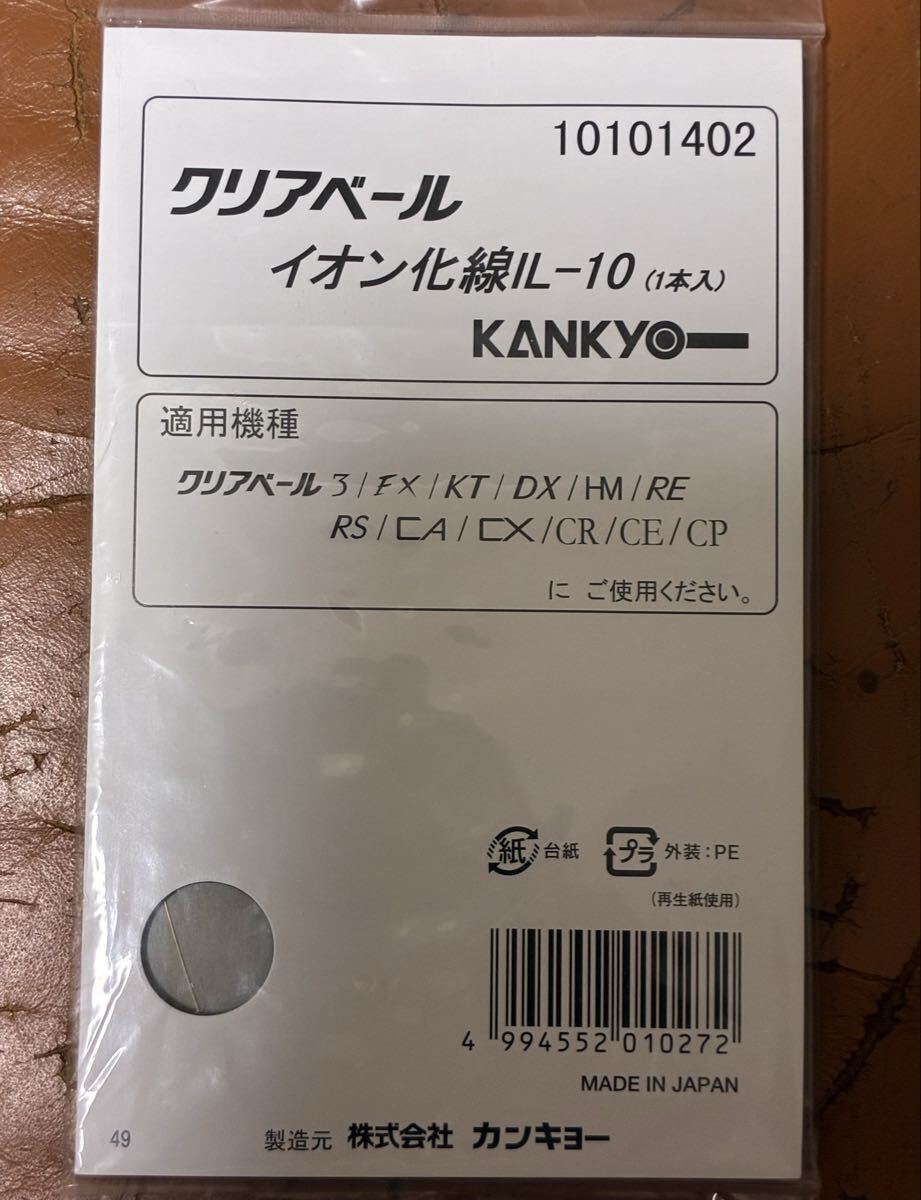 10101402
クリアベール
イオン化線IL-10 (1本入)
KANKYO
適用機種
クリアベール 3/EX/KT/DX/HM/RE
RS/CA/CX/CR/CE/CP
に ご使用ください。
紙 台紙 プラ 外装:PE
(再生紙使用)
4 994552 010272
MADE IN JAPAN
49 製造元 株式会社 カンキョー